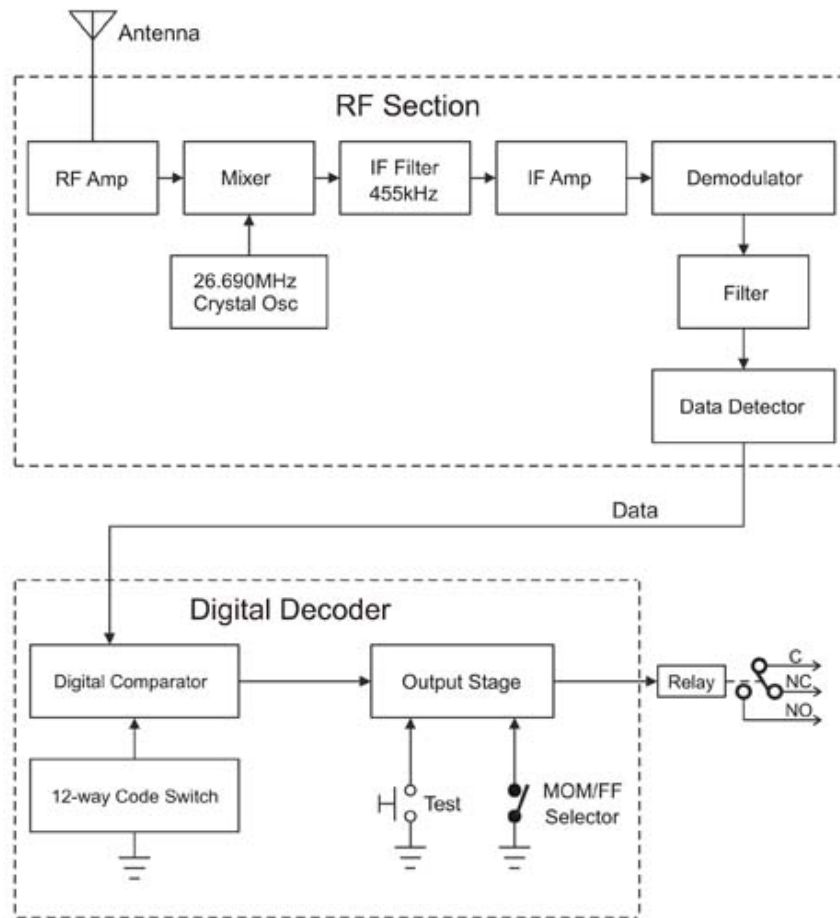 Antenna
RF Section
RF Amp
Mixer
IF Filter
455kHz
IF Amp
Demodulator
26.690MHz
Crystal Osc
Filter
Data Detector
Data
Digital Decoder
Digital Comparator
Output Stage
Relay
C
NC
NO
12-way Code Switch
Test
MOM/FF
Selector